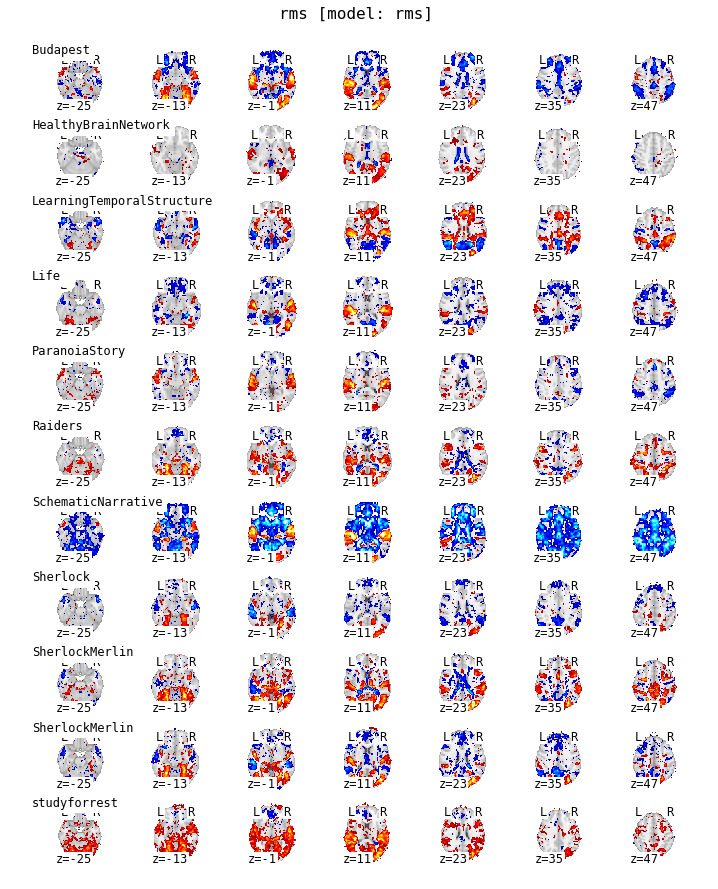 rms [model: rms]
Budapest
L R L R L R L R L R L R L R
z=-25 z=-13 z=-1 z=11 z=23 z=35 z=47
HealthyBrainNetwork
L R L R L R L R L R L R L R
z=-25 z=-13 z=-1 z=11 z=23 z=35 z=47
LearningTemporalStructure
L R L R L R L R L R L R L R
z=-25 z=-13 z=-1 z=11 z=23 z=35 z=47
Life
L R L R L R L R L R L R L R
z=-25 z=-13 z=-1 z=11 z=23 z=35 z=47
ParanoiaStory
L R L R L R L R L R L R L R
z=-25 z=-13 z=-1 z=11 z=23 z=35 z=47
Raiders
L R L R L R L R L R L R L R
z=-25 z=-13 z=-1 z=11 z=23 z=35 z=47
SchematicNarrative
L R L R L R L R L R L R L R
z=-25 z=-13 z=-1 z=11 z=23 z=35 z=47
Sherlock
L R L R L R L R L R L R L R
z=-25 z=-13 z=-1 z=11 z=23 z=35 z=47
SherlockMerlin
L R L R L R L R L R L R L R
z=-25 z=-13 z=-1 z=11 z=23 z=35 z=47
SherlockMerlin
L R L R L R L R L R L R L R
z=-25 z=-13 z=-1 z=11 z=23 z=35 z=47
studyforrest
L R L R L R L R L R L R L R
z=-25 z=-13 z=-1 z=11 z=23 z=35 z=47